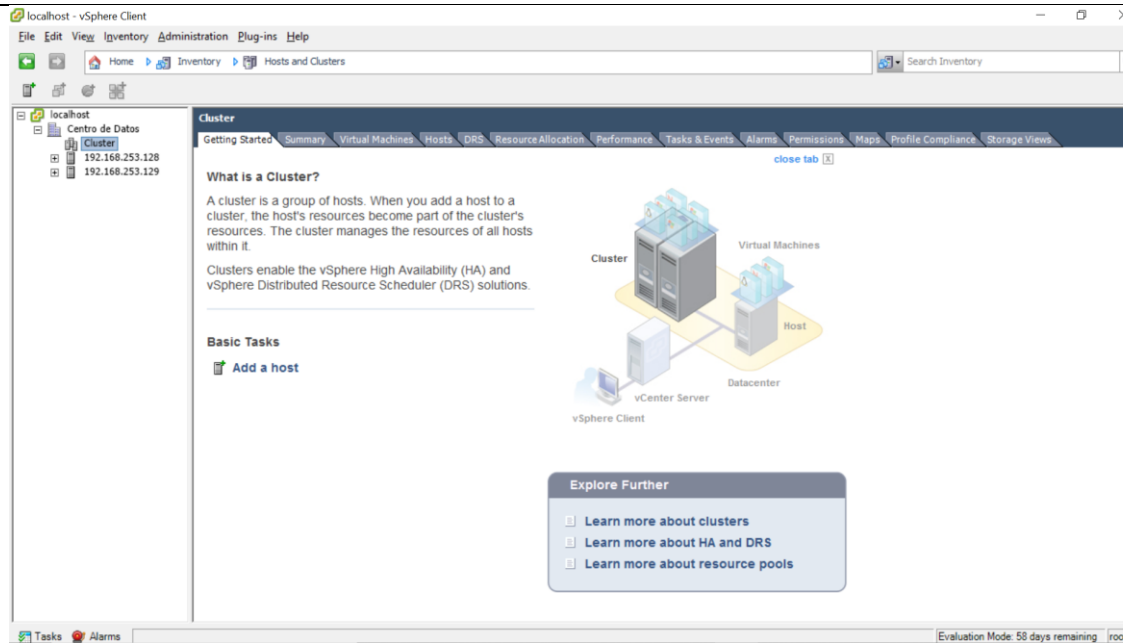 localhost - vSphere Client
File Edit View Inventory Administration Plug-ins Help
Home Inventory Hosts and Clusters
Search Inventory
localhost
Centro de Datos
Cluster
192.168.253.128
192.168.253.129
Cluster
Getting Started Summary Virtual Machines Hosts DRS Resource Allocation Performance Tasks & Events Alarms Permissions Maps Profile Compliance Storage Views
close tab
What is a Cluster?
A cluster is a group of hosts. When you add a host to a
cluster, the host's resources become part of the cluster's
resources. The cluster manages the resources of all hosts
within it.
Clusters enable the vSphere High Availability (HA) and
vSphere Distributed Resource Scheduler (DRS) solutions.
Basic Tasks
Add a host
Cluster
Virtual Machines
Host
Datacenter
vCenter Server
vSphere Client
Explore Further
Learn more about clusters
Learn more about HA and DRS
Learn more about resource pools
Tasks Alarms
Evaluation Mode: 58 days remaining